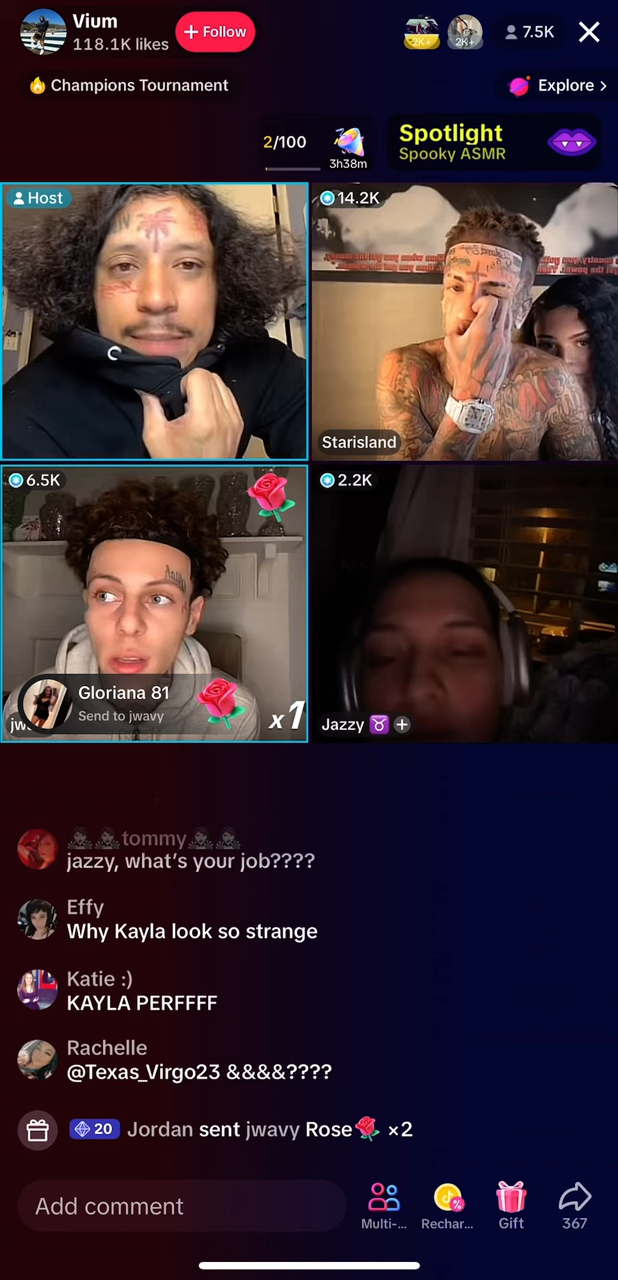 Vium
118.1K likes
+ Follow
2K+
2K+
7.5K
Champions Tournament
Explore >
2/100
3h38m
Spotlight
Spooky ASMR
Host
14.2K
Starisland
6.5K
Gloriana 81
Send to jwavy
x1
jw
2.2K
Jazzy
tommy
jazzy, what's your job????
Effy
Why Kayla look so strange
Katie :)
KAYLA PERFFFF
Rachelle
@Texas_Virgo23 &&&&????
20 Jordan sent jwavy Rose ×2
Add comment
Multi-...
Rechar...
Gift
367